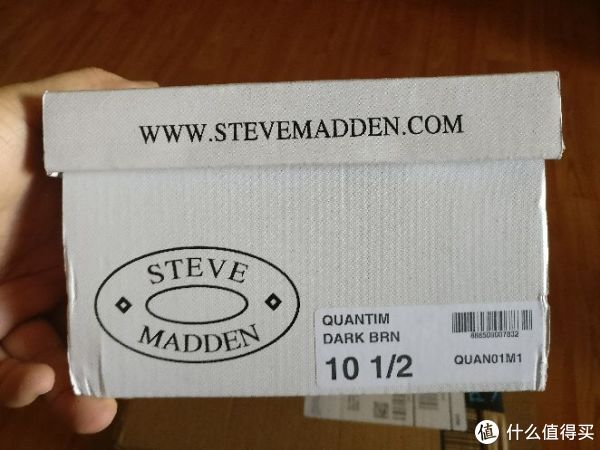 WWW.STEVEMADDEN.COM
STEVE
MADDEN
QUANTIM
DARK BRN
10 1/2
QUAN01M1
值 什么值得买